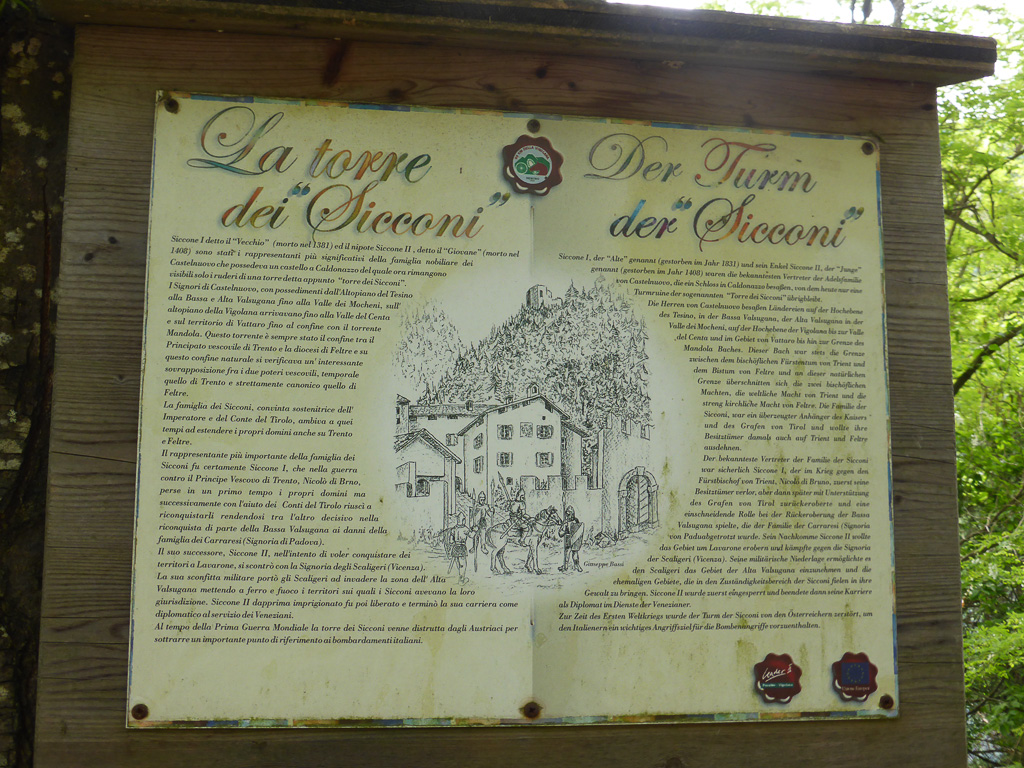 La torre
dei "Sicconi"
Siccone I detto il "Vecchio" (morto nel 1381) ed il nipote Siccone II , detto il "Giovane" (morto nel
1408) sono stati i rappresentanti più significativi della famiglia nobiliare dei
Castelnuovo che possedeva un castello a Caldonazzo del quale ora rimangono
visibili solo i ruderi di una torre detta appunto "torre dei Sicconi".
I Signori di Castelnuovo, con possedimenti dall'Altopiano del Tesino
alla Bassa e Alta Valsugana fino alla Valle dei Mocheni, sull'
altopiano della Vigolana arrivavano fino alla Valle del Centa
e sul territorio di Vattaro fino al confine con il torrente
Mandola. Questo torrente è sempre stato il confine tra il
Principato vescovile di Trento e la diocesi di Feltre e su
questo confine naturale si verificava un' interessante
sovrapposizione fra i due poteri vescovili, temporale
quello di Trento e strettamente canonico quello di
Feltre.
La famiglia dei Sicconi, convinta sostenitrice dell'
Imperatore e del Conte del Tirolo, ambiva a quei
tempi ad estendere i propri domini anche su Trento
e Feltre.
Il rappresentante più importante della famiglia dei
Sicconi fu certamente Siccone I, che nella guerra
contro il Principe Vescovo di Trento, Nicolò di Brno,
perse in un primo tempo i propri domini ma
successivamente con l'aiuto dei Conti del Tirolo riuscì a
riconquistarli rendendosi tra l'altro decisivo nella
riconquista di parte della Bassa Valsugana ai danni della
famiglia dei Carraresi (Signoria di Padova).
Il suo successore, Siccone II, nell'intento di voler conquistare dei
territori a Lavarone, si scontrò con la Signoria degli Scaligeri (Vicenza).
La sua sconfitta militare portò gli Scaligeri ad invadere la zona dell' Alta
Valsugana mettendo a ferro e fuoco i territori sui quali i Sicconi avevano la loro
giurisdizione. Siccone II dapprima imprigionato fu poi liberato e terminò la sua carriera come
diplomatico al servizio dei Veneziani.
Al tempo della Prima Guerra Mondiale la torre dei Sicconi venne distrutta dagli Austriaci per
sottrarre un importante punto di riferimento ai bombardamenti italiani.
Der Turm
der "Sicconi"
Siccone I, der "Alte" genannt (gestorben im Jahr 1831) und sein Enkel Siccone II, der "Junge"
genannt (gestorben im Jahr 1408) waren die bekanntesten Vertreter der Adelsfamilie
von Castelnuovo, die ein Schloss in Caldonazzo besaßen, von dem heute nur eine
Turmruine der sogenannten "Torre dei Sicconi" übrigbleibt.
Die Herren von Castelnuovo besaßen Ländereien auf der Hochebene
des Tesino, in der Bassa Valsugana, der Alta Valsugana in der
Valle dei Mocheni, auf der Hochebene der Vigolana bis zur Valle
del Centa und im Gebiet von Vattaro bis hin zur Grenze des
Mandola Baches. Dieser Bach war stets die Grenze
zwischen dem bischöflichen Fürstentum von Trient und
dem Bistum von Feltre und an dieser natürlichen
Grenze überschnitten sich die zwei bischöflichen
Machten, die weltliche Macht von Trient und die
streng kirchliche Macht von Feltre. Die Familie der
Sicconi, war ein überzeugter Anhänger des Kaisers
und des Grafen von Tirol und wollte ihre
Besitztümer damals auch auf Trient und Feltre
ausdehnen.
Der bekannteste Vertreter der Familie der Sicconi
war sicherlich Siccone I, der im Krieg gegen den
Fürstbischof von Trient, Nicolò di Bruno, zuerst seine
Besitztümer verlor, aber dann später mit Unterstützung
des Grafen von Tirol zurückeroberte und eine
einschneidende Rolle bei der Rückeroberung der Bassa
Valsugana spielte, die der Familie der Carraresi (Signoria
von Padua abgetrotzt wurde. Sein Nachkomme Siccone II wollte
das Gebiet um Lavarone erobern und kämpfte gegen die Signoria
der Scaligeri (Vicenza). Seine militärische Niederlage ermöglichte es
den Scaligeri das Gebiet der Alta Valsugana einzunehmen und die
ehemaligen Gebiete, die in den Zuständigkeitsbereich der Sicconi fielen in ihre
Gewalt zu bringen. Siccone II wurde zuerst eingesperrt und beendete dann seine Karriere
als Diplomat im Dienste der Venezianer.
Zur Zeit des Ersten Weltkriegs wurde der Turm der Sicconi von den Österreichern zerstört, um
den Italienern ein wichtiges Angriffsziel für die Bombenangriffe vorzuenthalten.
Giuseppe Bassi
Leader II